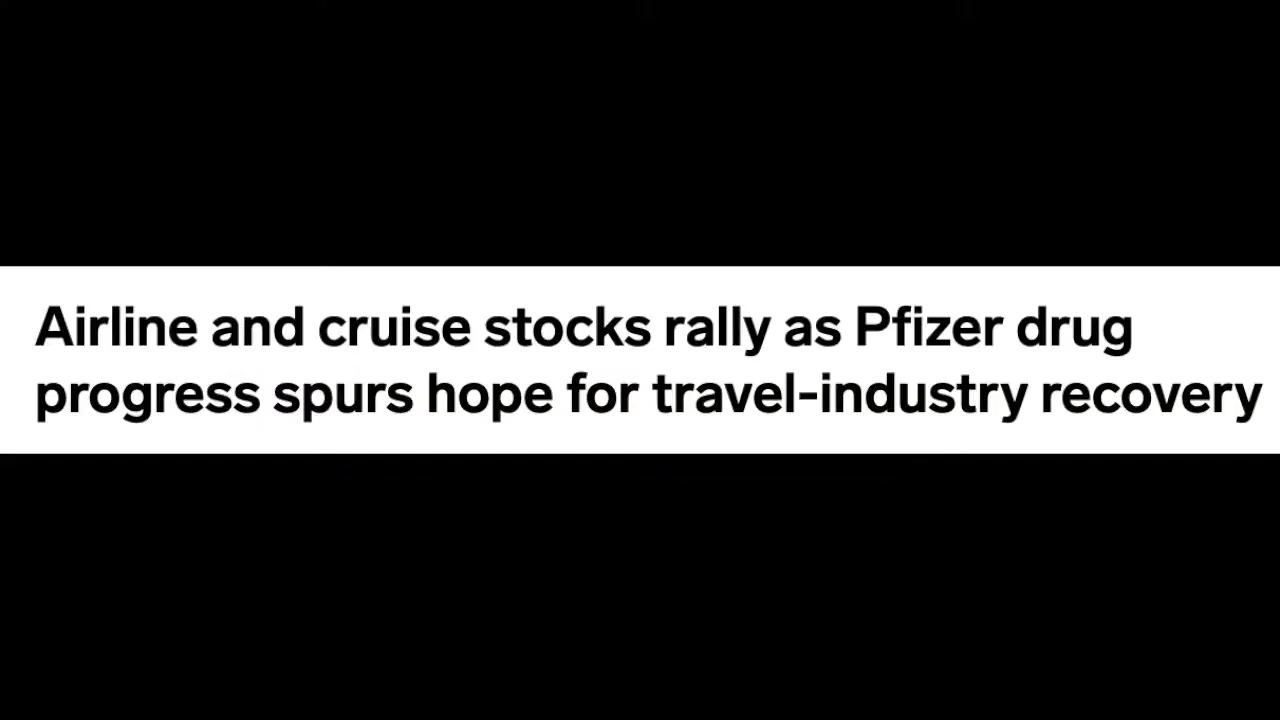 Airline and cruise stocks rally as Pfizer drug
progress spurs hope for travel-industry recovery